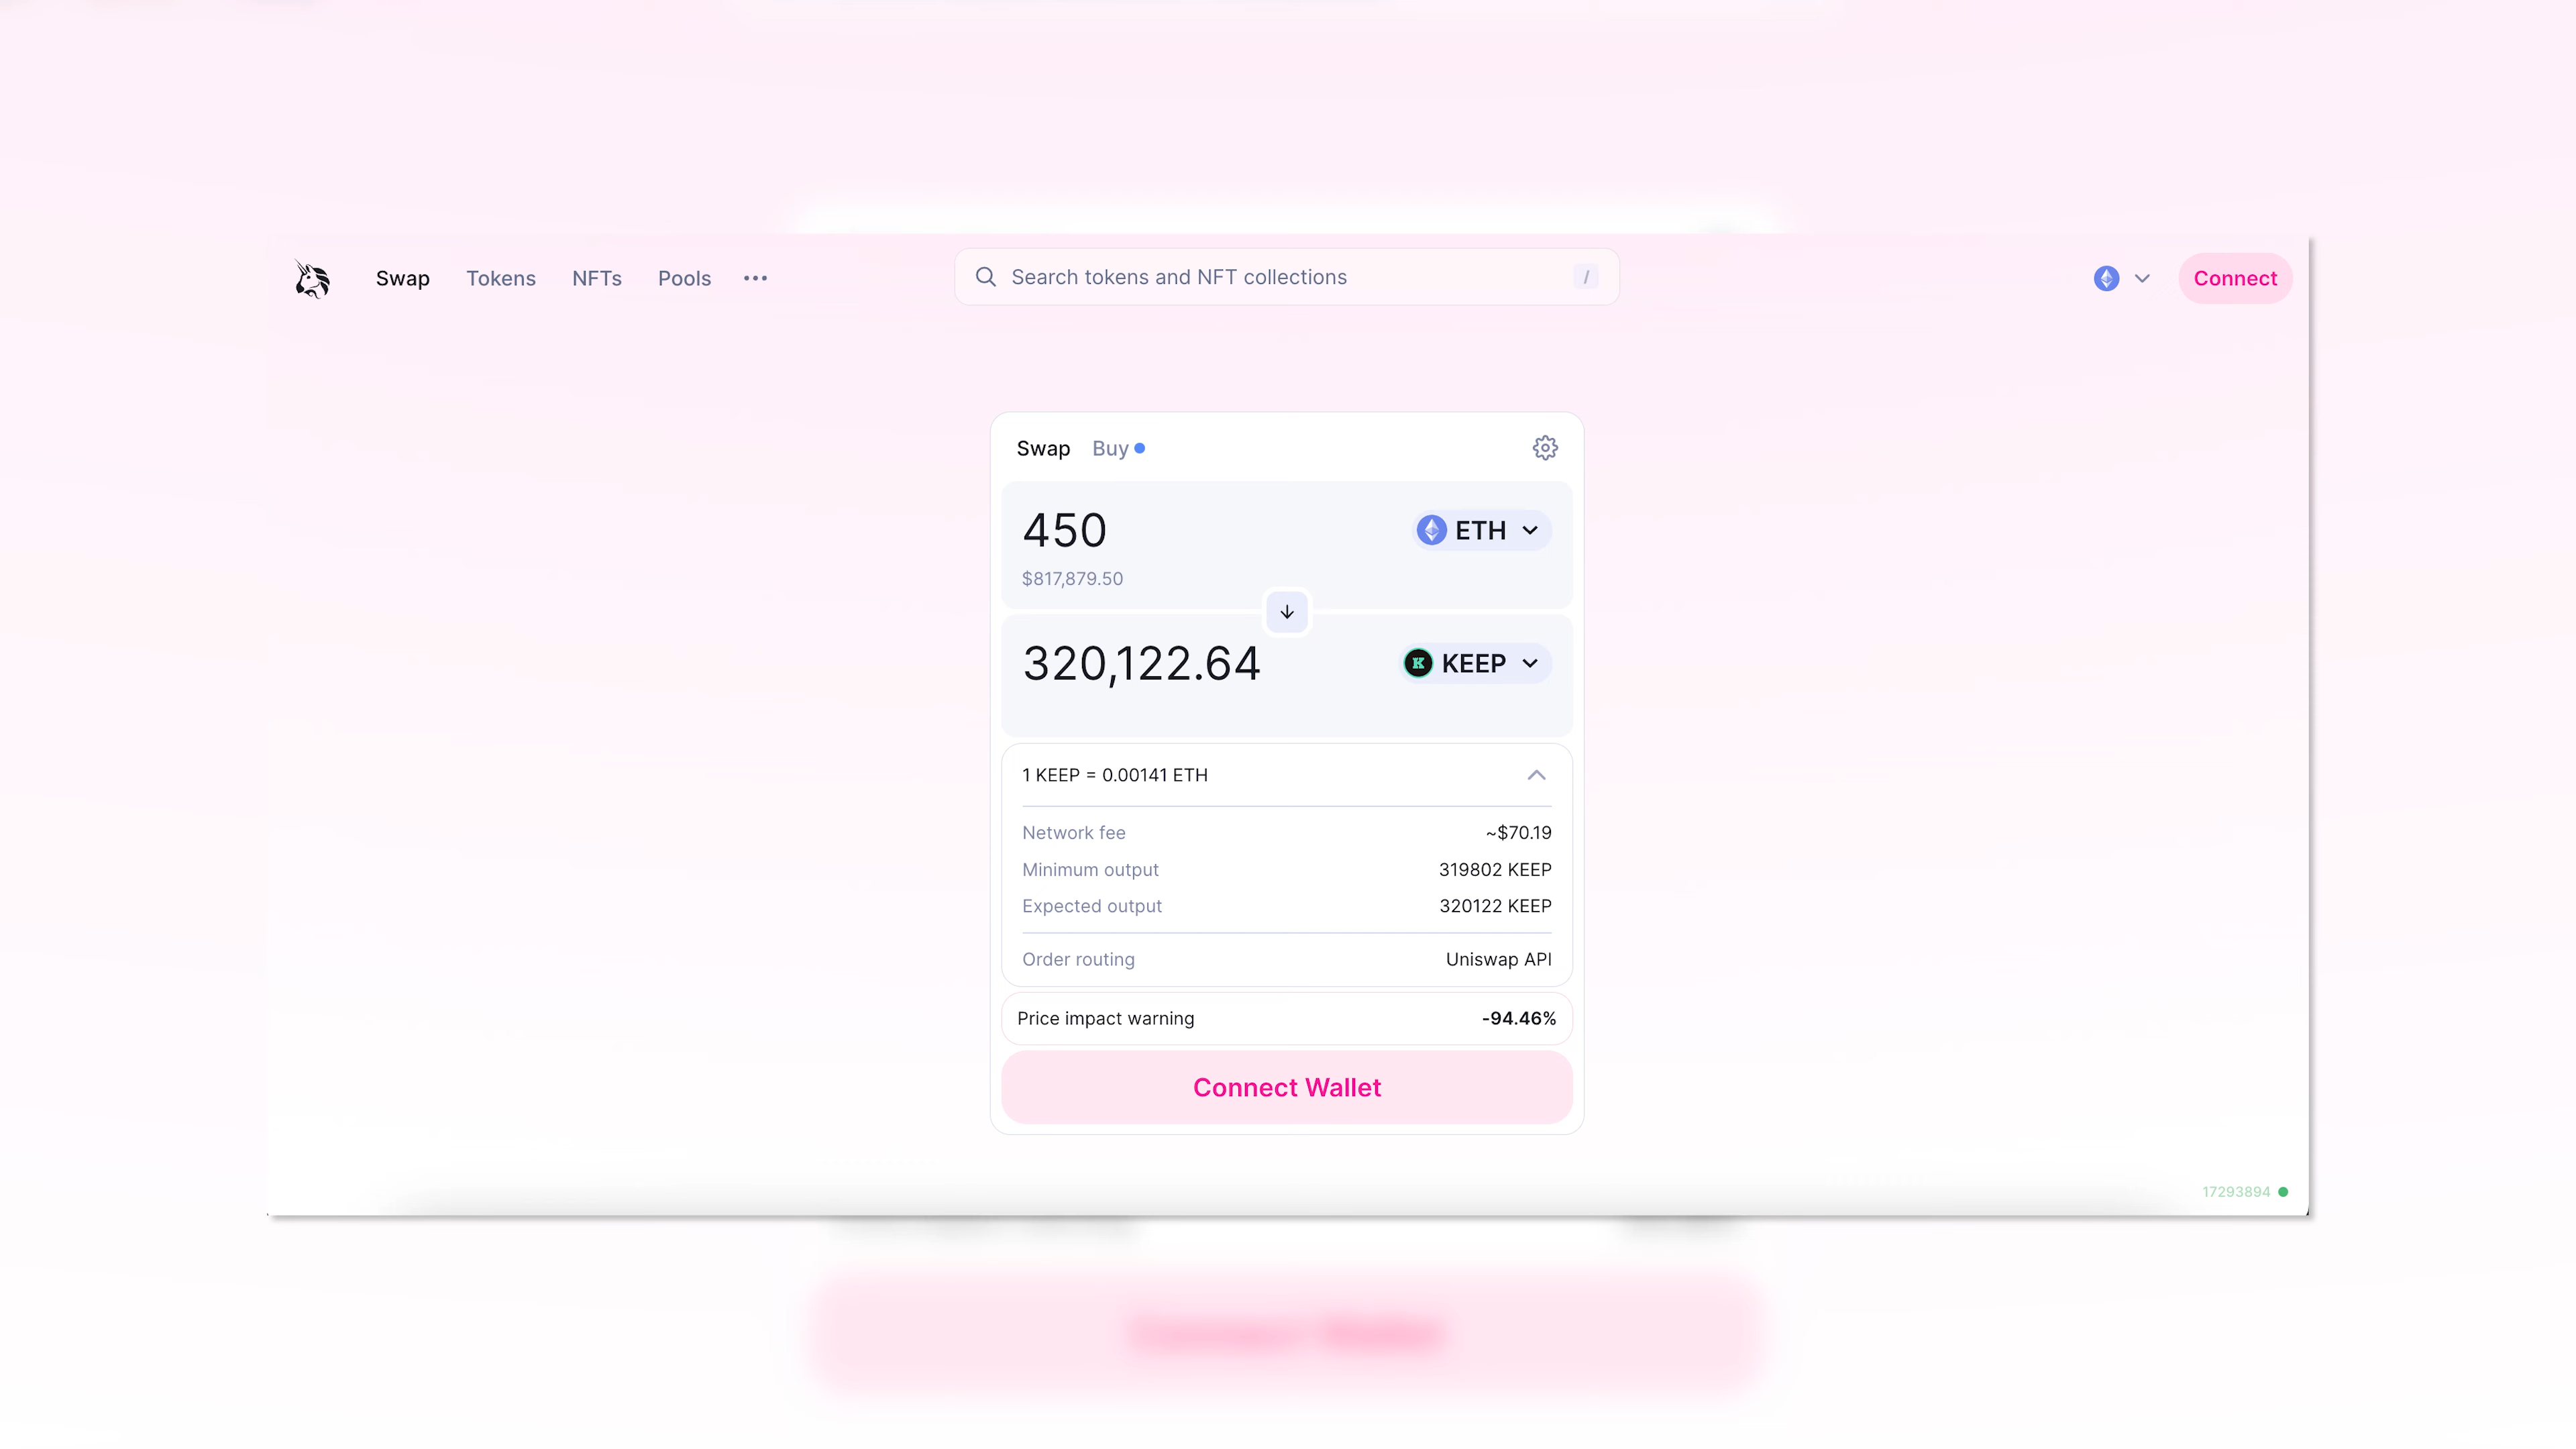 Swap Tokens NFTs Pools ••• Search tokens and NFT collections / Connect
Swap Buy
450 ETH
$817,879.50
320,122.64 KEEP
1 KEEP = 0.00141 ETH
Network fee ~$70.19
Minimum output 319802 KEEP
Expected output 320122 KEEP
Order routing Uniswap API
Price impact warning -94.46%
Connect Wallet
17293894